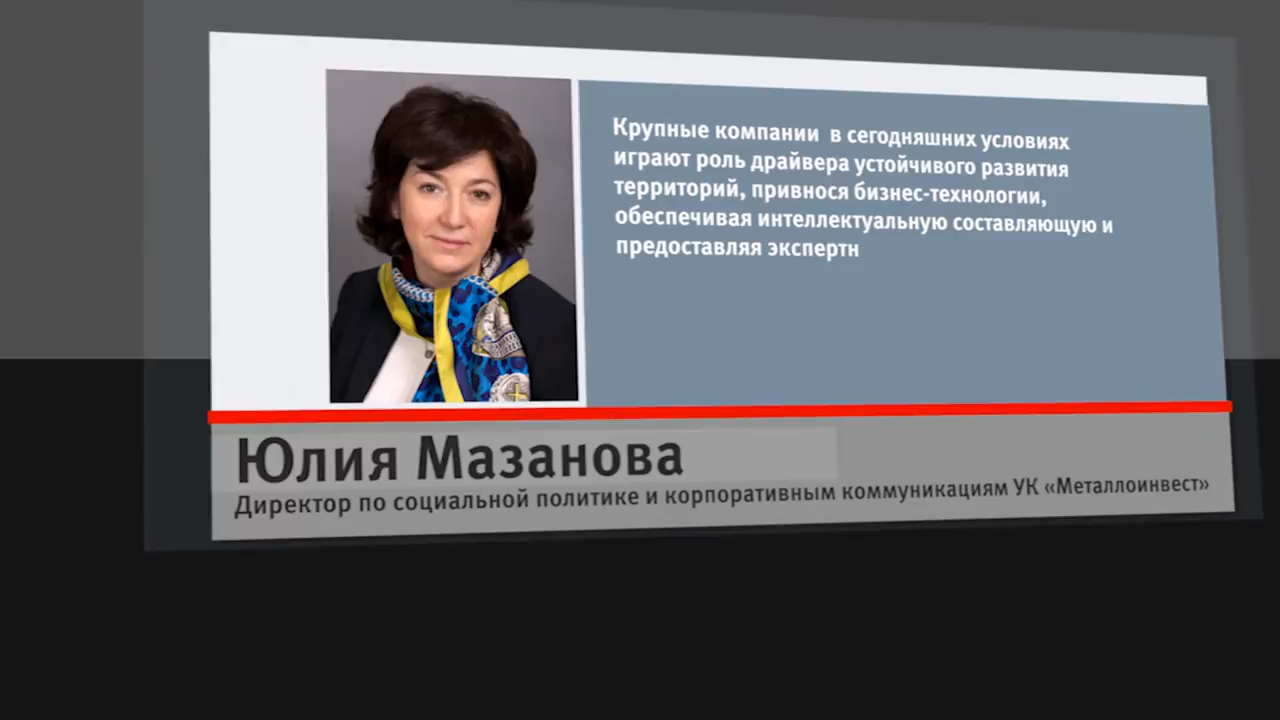 Крупные компании в сегодняшних условиях
играют роль драйвера устойчивого развития
территорий, привнося бизнес-технологии,
обеспечивая интеллектуальную составляющую и
предоставляя экспертн
Юлия Мазанова
Директор по социальной политике и корпоративным коммуникациям УК «Металлоинвест»